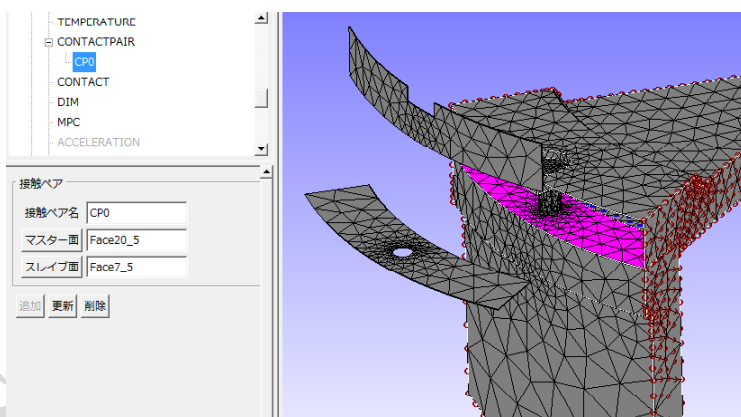 TEMPERATURE
CONTACTPAIR
CP0
CONTACT
DIM
MPC
ACCELERATION
接触ペア
接触ペア名 CP0
マスター面 Face20_5
スレイブ面 Face7_5
追加 更新 削除